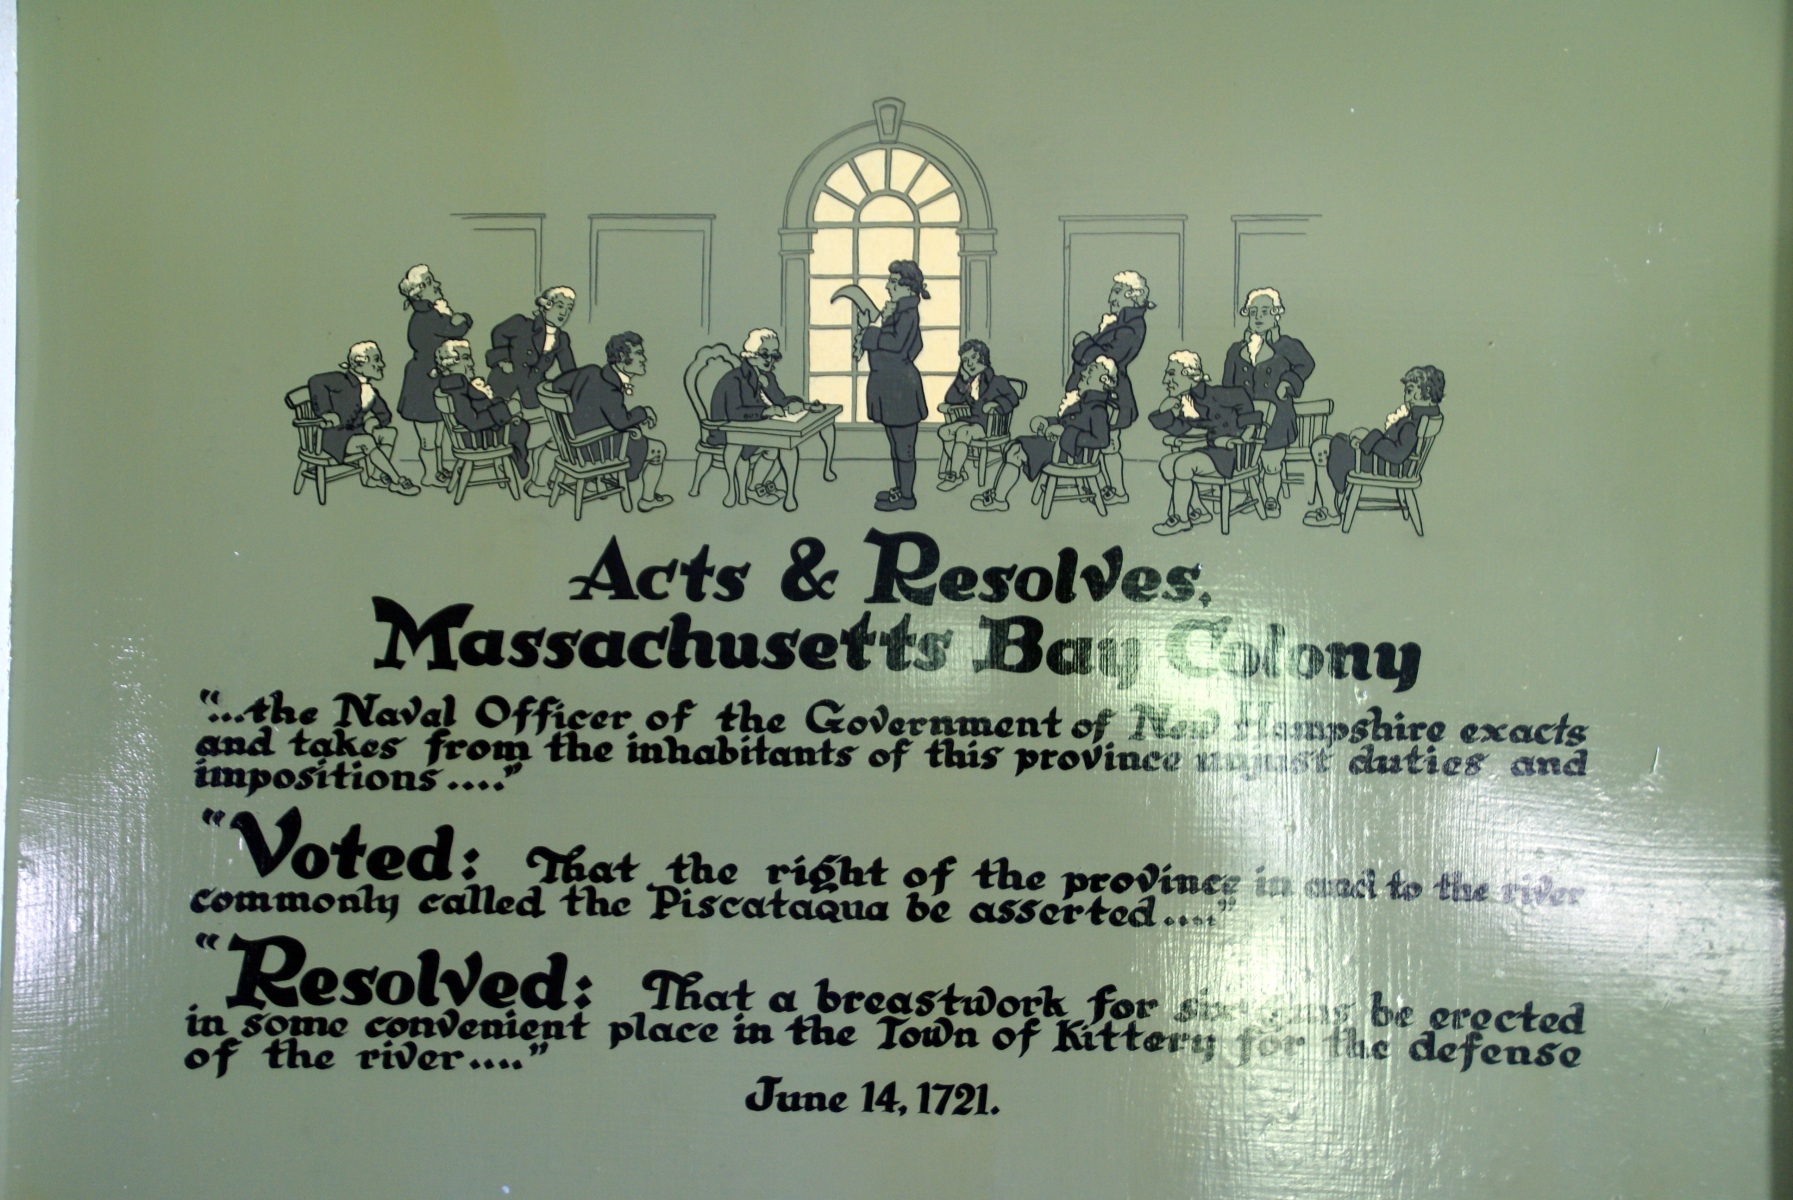 Acts & Resolves,
Massachusetts Bay Colony
"...the Naval Officer of the Government of New Hampshire exacts
and takes from the inhabitants of this province unjust duties and
impositions...."
"Voted: That the right of the province in and to the river
commonly called the Piscataqua be asserted...."
"Resolved: That a breastwork for six guns be erected
in some convenient place in the Town of Kittery for the defense
of the river...."
June 14, 1721.